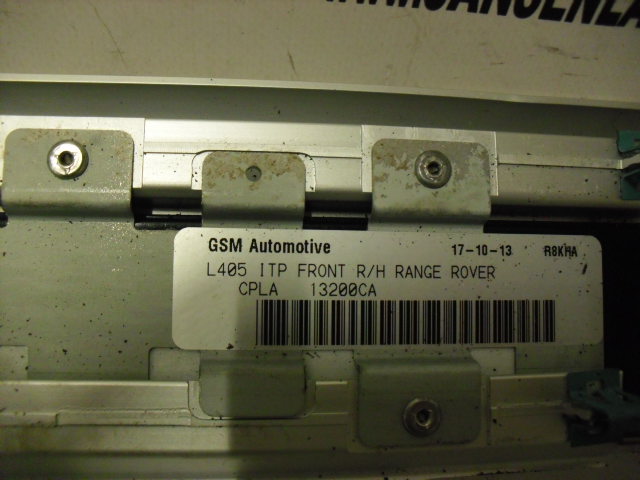 GSM Automotive 17-10-13 R8KHA
L405 ITP FRONT R/H RANGE ROVER
CPLA 13200CA